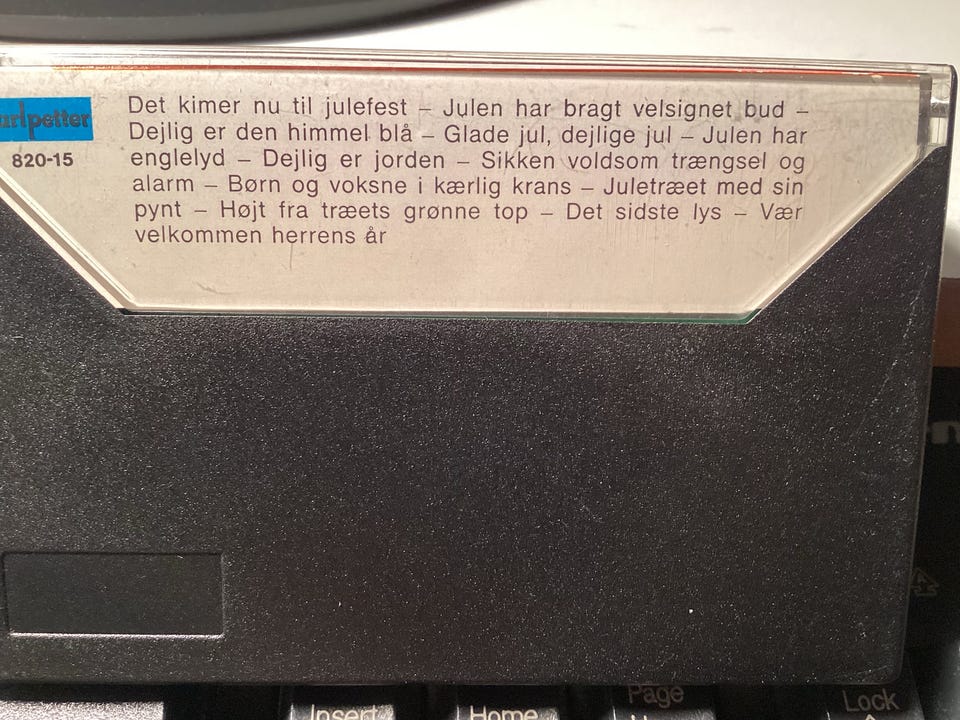 Det kimer nu til julefest – Julen har bragt velsignet bud –
Dejlig er den himmel blå – Glade jul, dejlige jul – Julen har
englelyd – Dejlig er jorden – Sikken voldsom trængsel og
alarm – Børn og voksne i kærlig krans – Juletræet med sin
pynt – Højt fra træets grønne top – Det sidste lys – Vær
velkommen herrens år
820-15
Insert
Home
Page
Lock